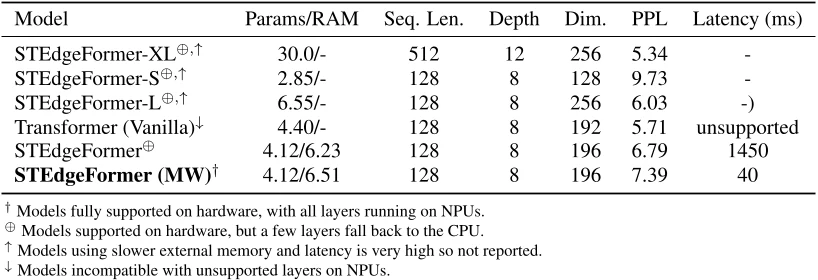 Model Params/RAM Seq. Len. Depth Dim. PPL Latency (ms)
STEdgeFormer-XL⊕,↑ 30.0/- 512 12 256 5.34 -
STEdgeFormer-S⊕,↑ 2.85/- 128 8 128 9.73 -
STEdgeFormer-L⊕,↑ 6.55/- 128 8 256 6.03 -)
Transformer (Vanilla)↓ 4.40/- 128 8 192 5.71 unsupported
STEdgeFormer⊕ 4.12/6.23 128 8 196 6.79 1450
STEdgeFormer (MW)† 4.12/6.51 128 8 196 7.39 40
† Models fully supported on hardware, with all layers running on NPUs.
⊕ Models supported on hardware, but a few layers fall back to the CPU.
↑ Models using slower external memory and latency is very high so not reported.
↓ Models incompatible with unsupported layers on NPUs.